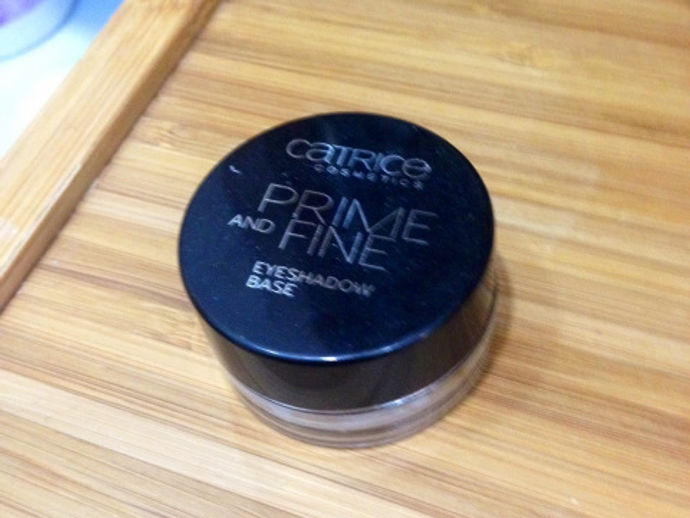 CATRICE
COSMETICS
PRIME
AND FINE
EYESHADOW
BASE